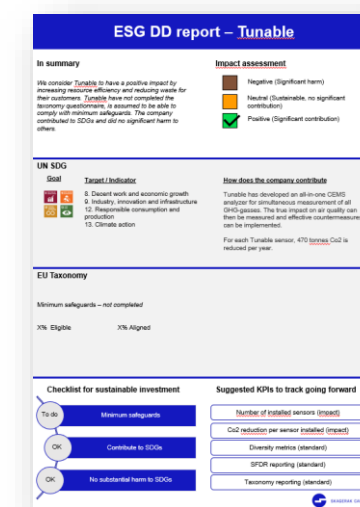 ESG DD report – Tunable
In summary
We consider Tunable to have a positive impact by
increasing resource efficiency and reducing waste for
their customers. Tunable have not completed the
taxonomy questionnaire, is assumed to be able to
comply with minimum safeguards. The company
contributed to SDGs and did no significant harm to
others.
Impact assessment
Negative (Significant harm)
Neutral (Sustainable, no significant
contribution)
Positive (Significant contribution)
UN SDG
Goal
Target / Indicator
8. Decent work and economic growth
9. Industry, innovation and infrastructure
12. Responsible consumption and
production
13. Climate action
How does the company contribute
Tunable has developed an all-in-one CEMS
analyzer for simultaneous measurement of all
GHG-gasses. The true impact on air quality can
then be measured and effective countermeasure
can be implemented.
For each Tunable sensor, 470 tonnes Co2 is
reduced per year.
EU Taxonomy
Minimum safeguards – not completed
X% Eligible X% Aligned
Checklist for sustainable investment
To do Minimum safeguards
OK Contribute to SDGs
OK No substantial harm to SDGs
Suggested KPIs to track going forward
Number of installed sensors (impact)
Co2 reduction per sensor installed (impact)
Diversity metrics (standard)
SFDR reporting (standard)
Taxonomy reporting (standard)